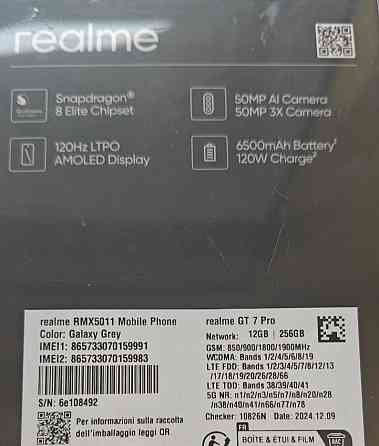 realme
Snapdragon®
8 Elite Chipset
50MP AI Camera
50MP 3X Camera
120Hz LTPO
AMOLED Display
6500mAh Battery¹
120W Charge²
realme RMX5011 Mobile Phone
Color: Galaxy Grey
IMEI1: 865733070159991
IMEI2: 865733070159983
S/N: 6e108492
Per informazioni sulla raccolta
dell'imballaggio leggi QR
realme GT 7 Pro
Network: 12GB | 256GB
GSM: 850/900/1800/1900MHz
WCDMA: Bands 1/2/4/5/6/8/19
LTE FDD: Bands 1/2/3/4/5/7/8/12/13
/17/18/19/20/26/28/66
LTE TDD: Bands 38/39/40/41
5G NR: n1/n2/n3/n5/n7/n8/n20/n28
/n38/n40/n41/n66/n77/n78
Checker: 10826N Date: 2024.12.09
FR
BOÎTE & ÉTUI & FILM